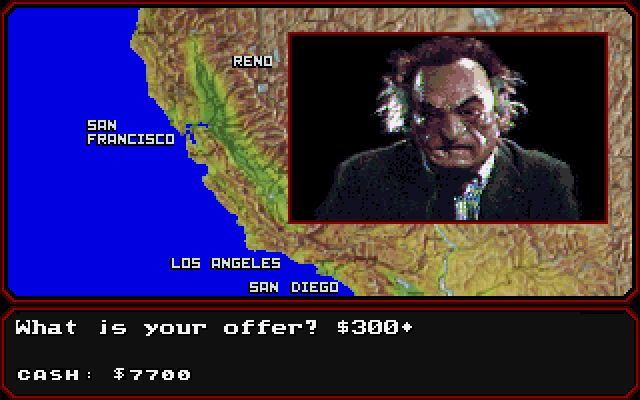 RENO
SAN
FRANCISCO
LOS ANGELES
SAN DIEGO
What is your offer? $300+
CASH: $7700